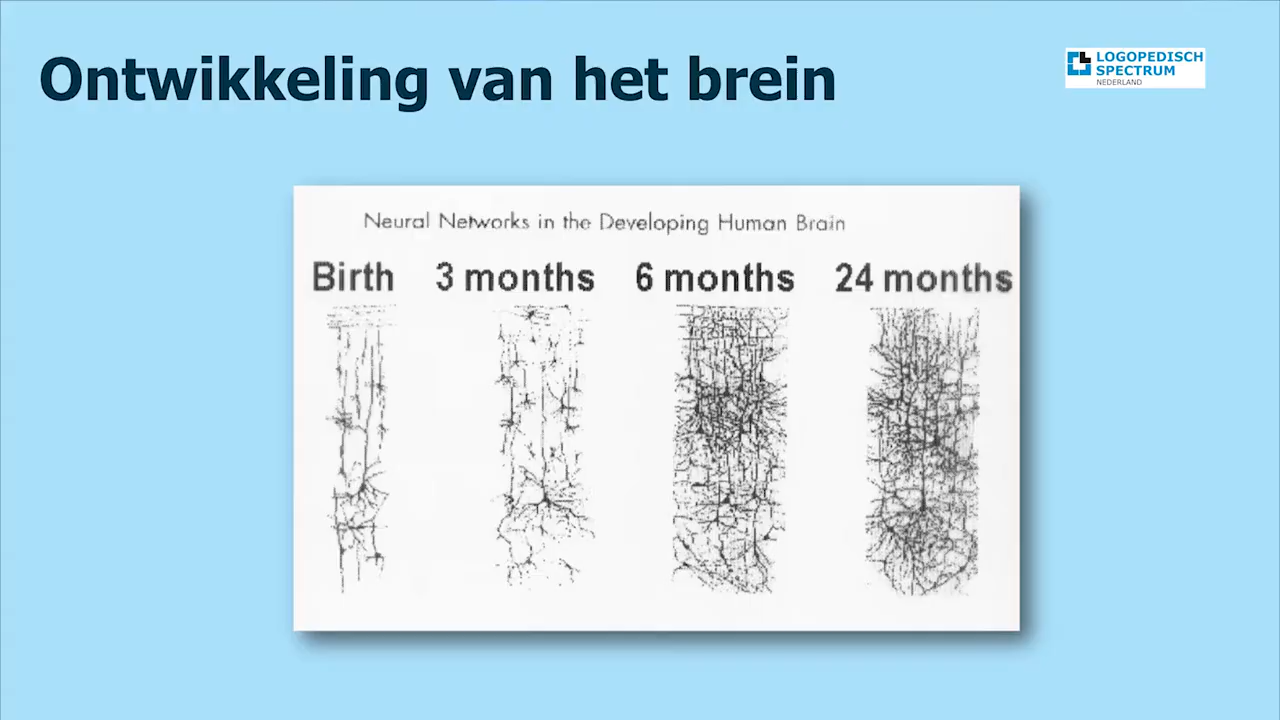 Ontwikkeling van het brein
LOGOPEDISCH
SPECTRUM
NEDERLAND
Neural Networks in the Developing Human Brain
Birth 3 months 6 months 24 months